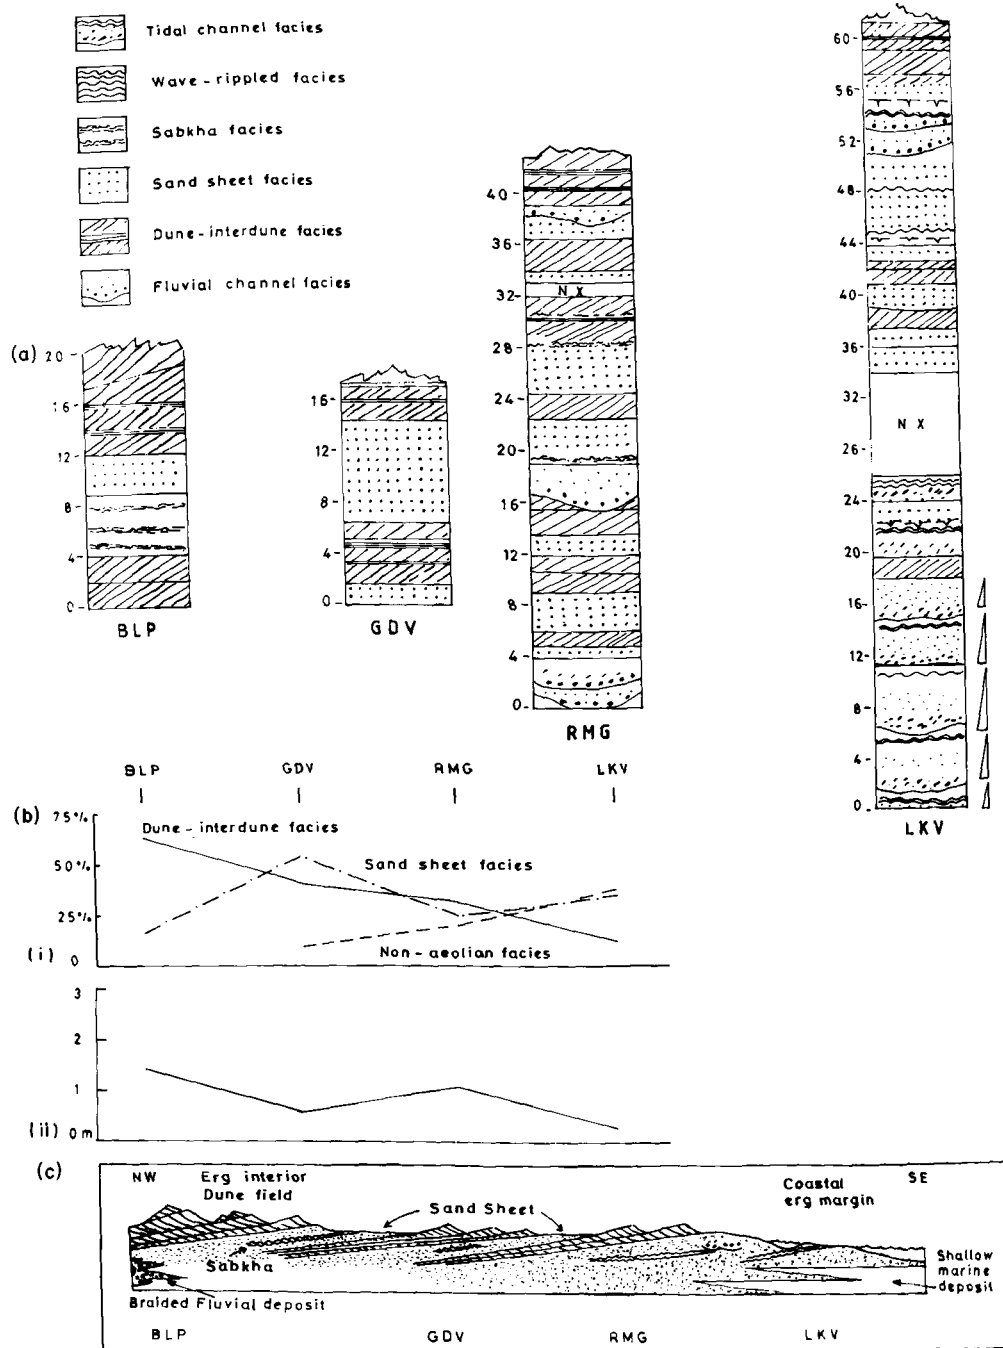 Tidal channel facies
Wave-rippled facies
Sabkha facies
Sand sheet facies
Dune-interdune facies
Fluvial channel facies
(a)
20
16
12
8
4
0
BLP
16
12
8
4
0
GDV
40
36
32
28
24
20
16
12
8
4
0
NX
RMG
60
56
52
48
44
40
36
32
26
24
20
16
12
8
4
0
NX
LKV
BLP GDV RMG LKV
(b)
75%
50%
25%
0
(i)
Dune-interdune facies
Sand sheet facies
Non-aeolian facies
3
2
1
0m
(ii)
(c)
NW
Erg interior
Dune field
Sand Sheet
Coastal
erg margin
SE
Sabkha
Braided Fluvial deposit
Shallow
marine
deposit
BLP GDV RMG LKV